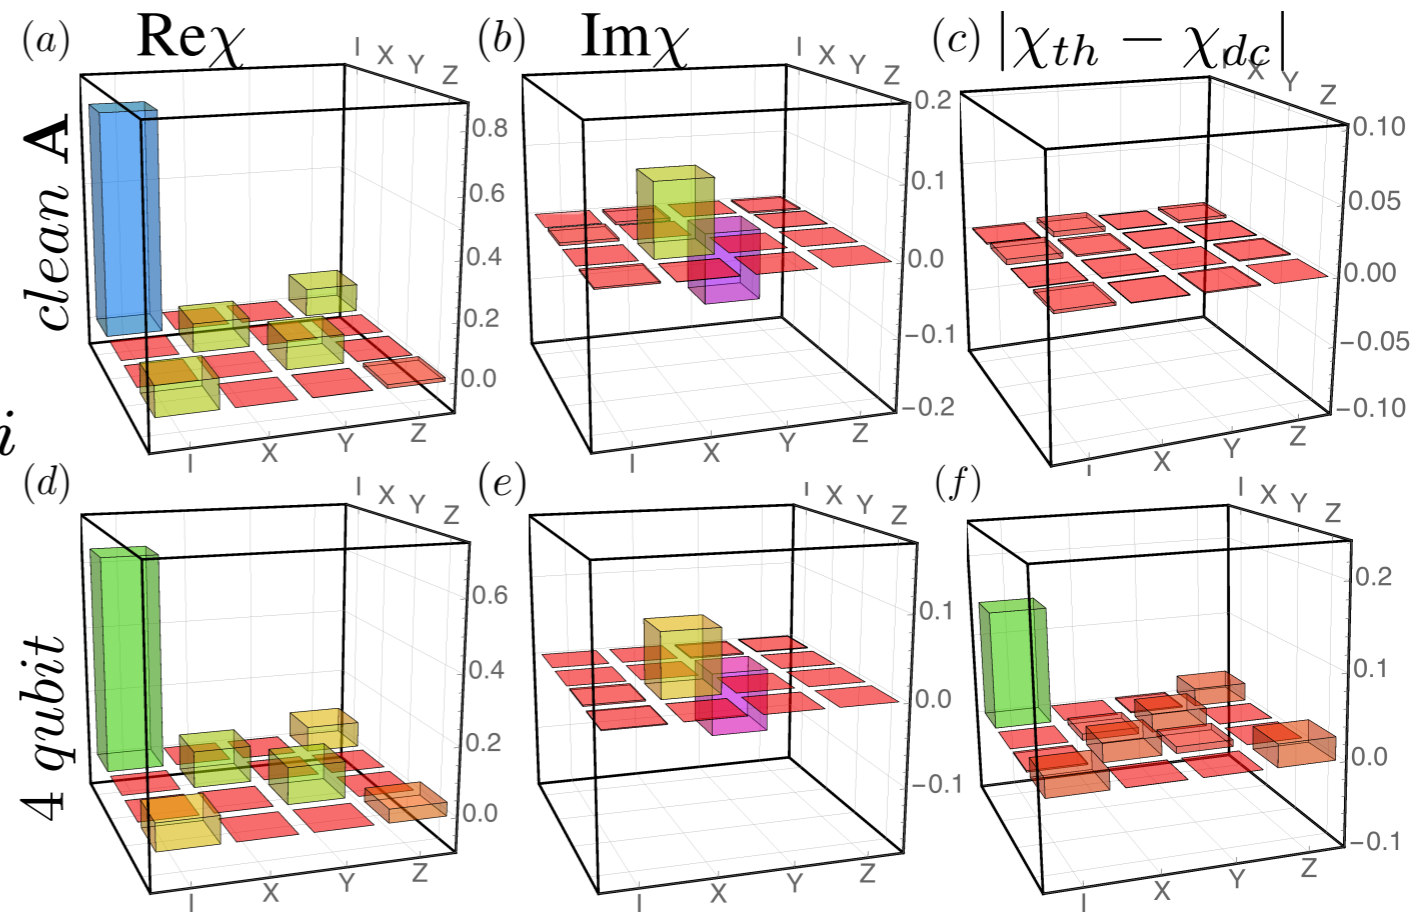 (a) Reχ (b) Imχ (c) |χth − χdc|
clean A
I X Y Z
0.8
0.6
0.4
0.2
0.0
I X Y Z
I X Y Z
0.2
0.1
0.0
−0.1
−0.2
I X Y Z
I X Y Z
0.10
0.05
0.00
−0.05
−0.10
I X Y Z
i
(d) (e) (f)
4 qubit
I X Y Z
0.6
0.4
0.2
0.0
I X Y Z
I X Y Z
0.1
0.0
−0.1
I X Y Z
I X Y Z
0.2
0.1
0.0
−0.1
I X Y Z